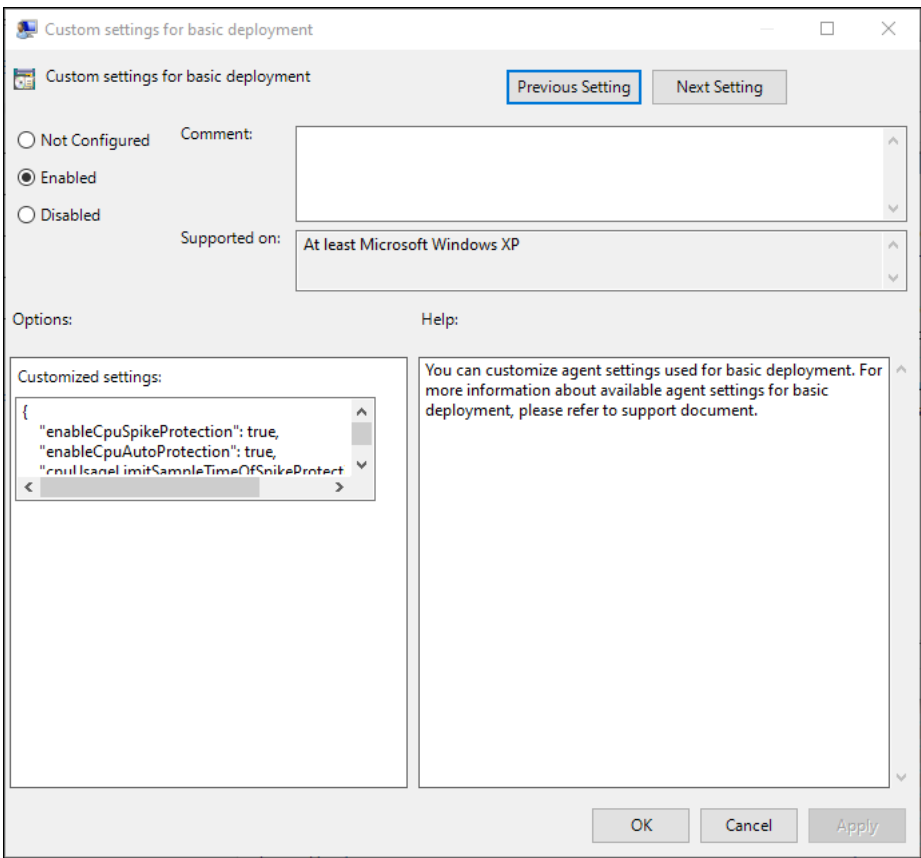 Custom settings for basic deployment
Custom settings for basic deployment
Previous Setting
Next Setting
Not Configured
Enabled
Disabled
Comment:
Supported on:
At least Microsoft Windows XP
Options:
Help:
Customized settings:
{
"enableCpuSpikeProtection": true,
"enableCpuAutoProtection": true,
"cpuUsageLimitSampleTimeOfSpikeProtect
You can customize agent settings used for basic deployment. For
more information about available agent settings for basic
deployment, please refer to support document.
OK
Cancel
Apply